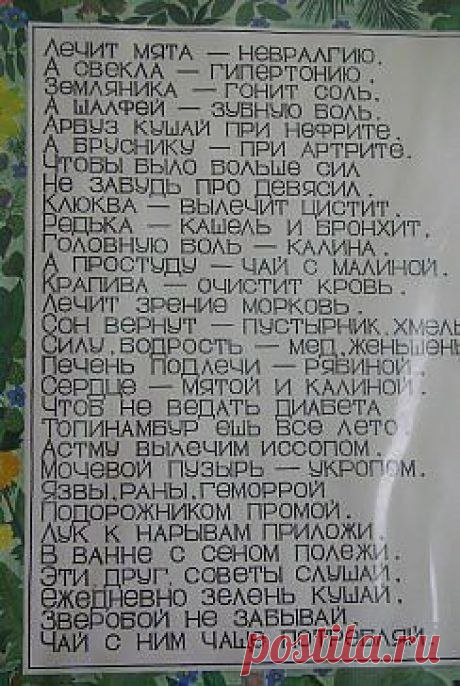 Лечит мята — невралгию.
А свекла — гипертонию.
Земляника — гонит соль.
А шалфей — зубную боль.
Арбуз кушай при нефрите.
А бруснику — при артрите.
Чтобы было больше сил
Не забудь про девясил.
Клюква — вылечит цистит.
Редька — кашель и бронхит.
Головную боль — калина.
А простуду — чай с малиной.
Крапива — очистит кровь.
Лечит зрение морковь.
Сон вернут — пустырник, хмель
Силу, бодрость — мед, женьшень
Печень подлечи — рябиной.
Сердце — мятой и калиной.
Чтоб не ведать диабета
Топинамбур ешь все лето.
Астму вылечим иссопом.
Мочевой пузырь — укропом.
Язвы, раны, геморрой
Подорожником промой.
Лук к нарывам приложи.
В ванне с сеном полежи.
Эти, друг, советы слушай.
Ежедневно зелень кушай.
Зверобой не забывай
Чай с ним чаще
postila.ru